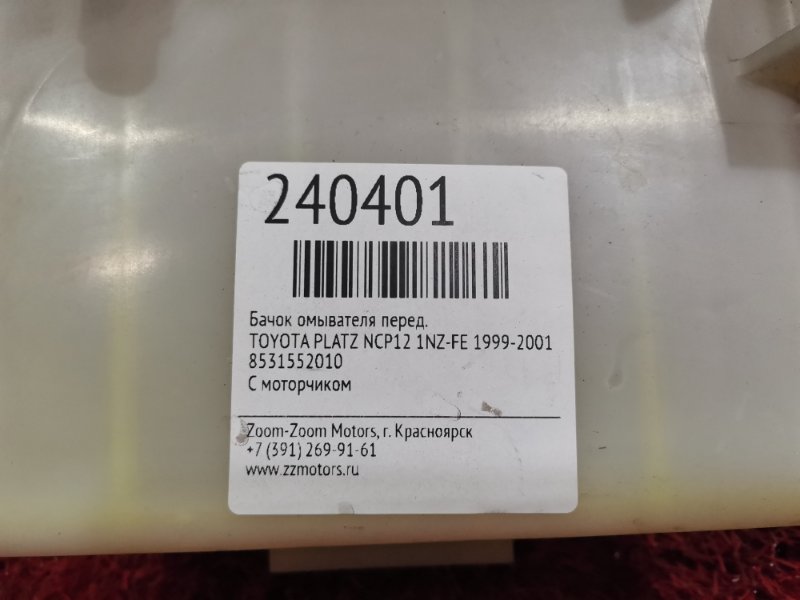 240401
Бачок омывателя перед.
TOYOTA PLATZ NCP12 1NZ-FE 1999-2001
8531552010
С моторчиком
Zoom-Zoom Motors, г. Красноярск
+7 (391) 269-91-61
www.zzmotors.ru